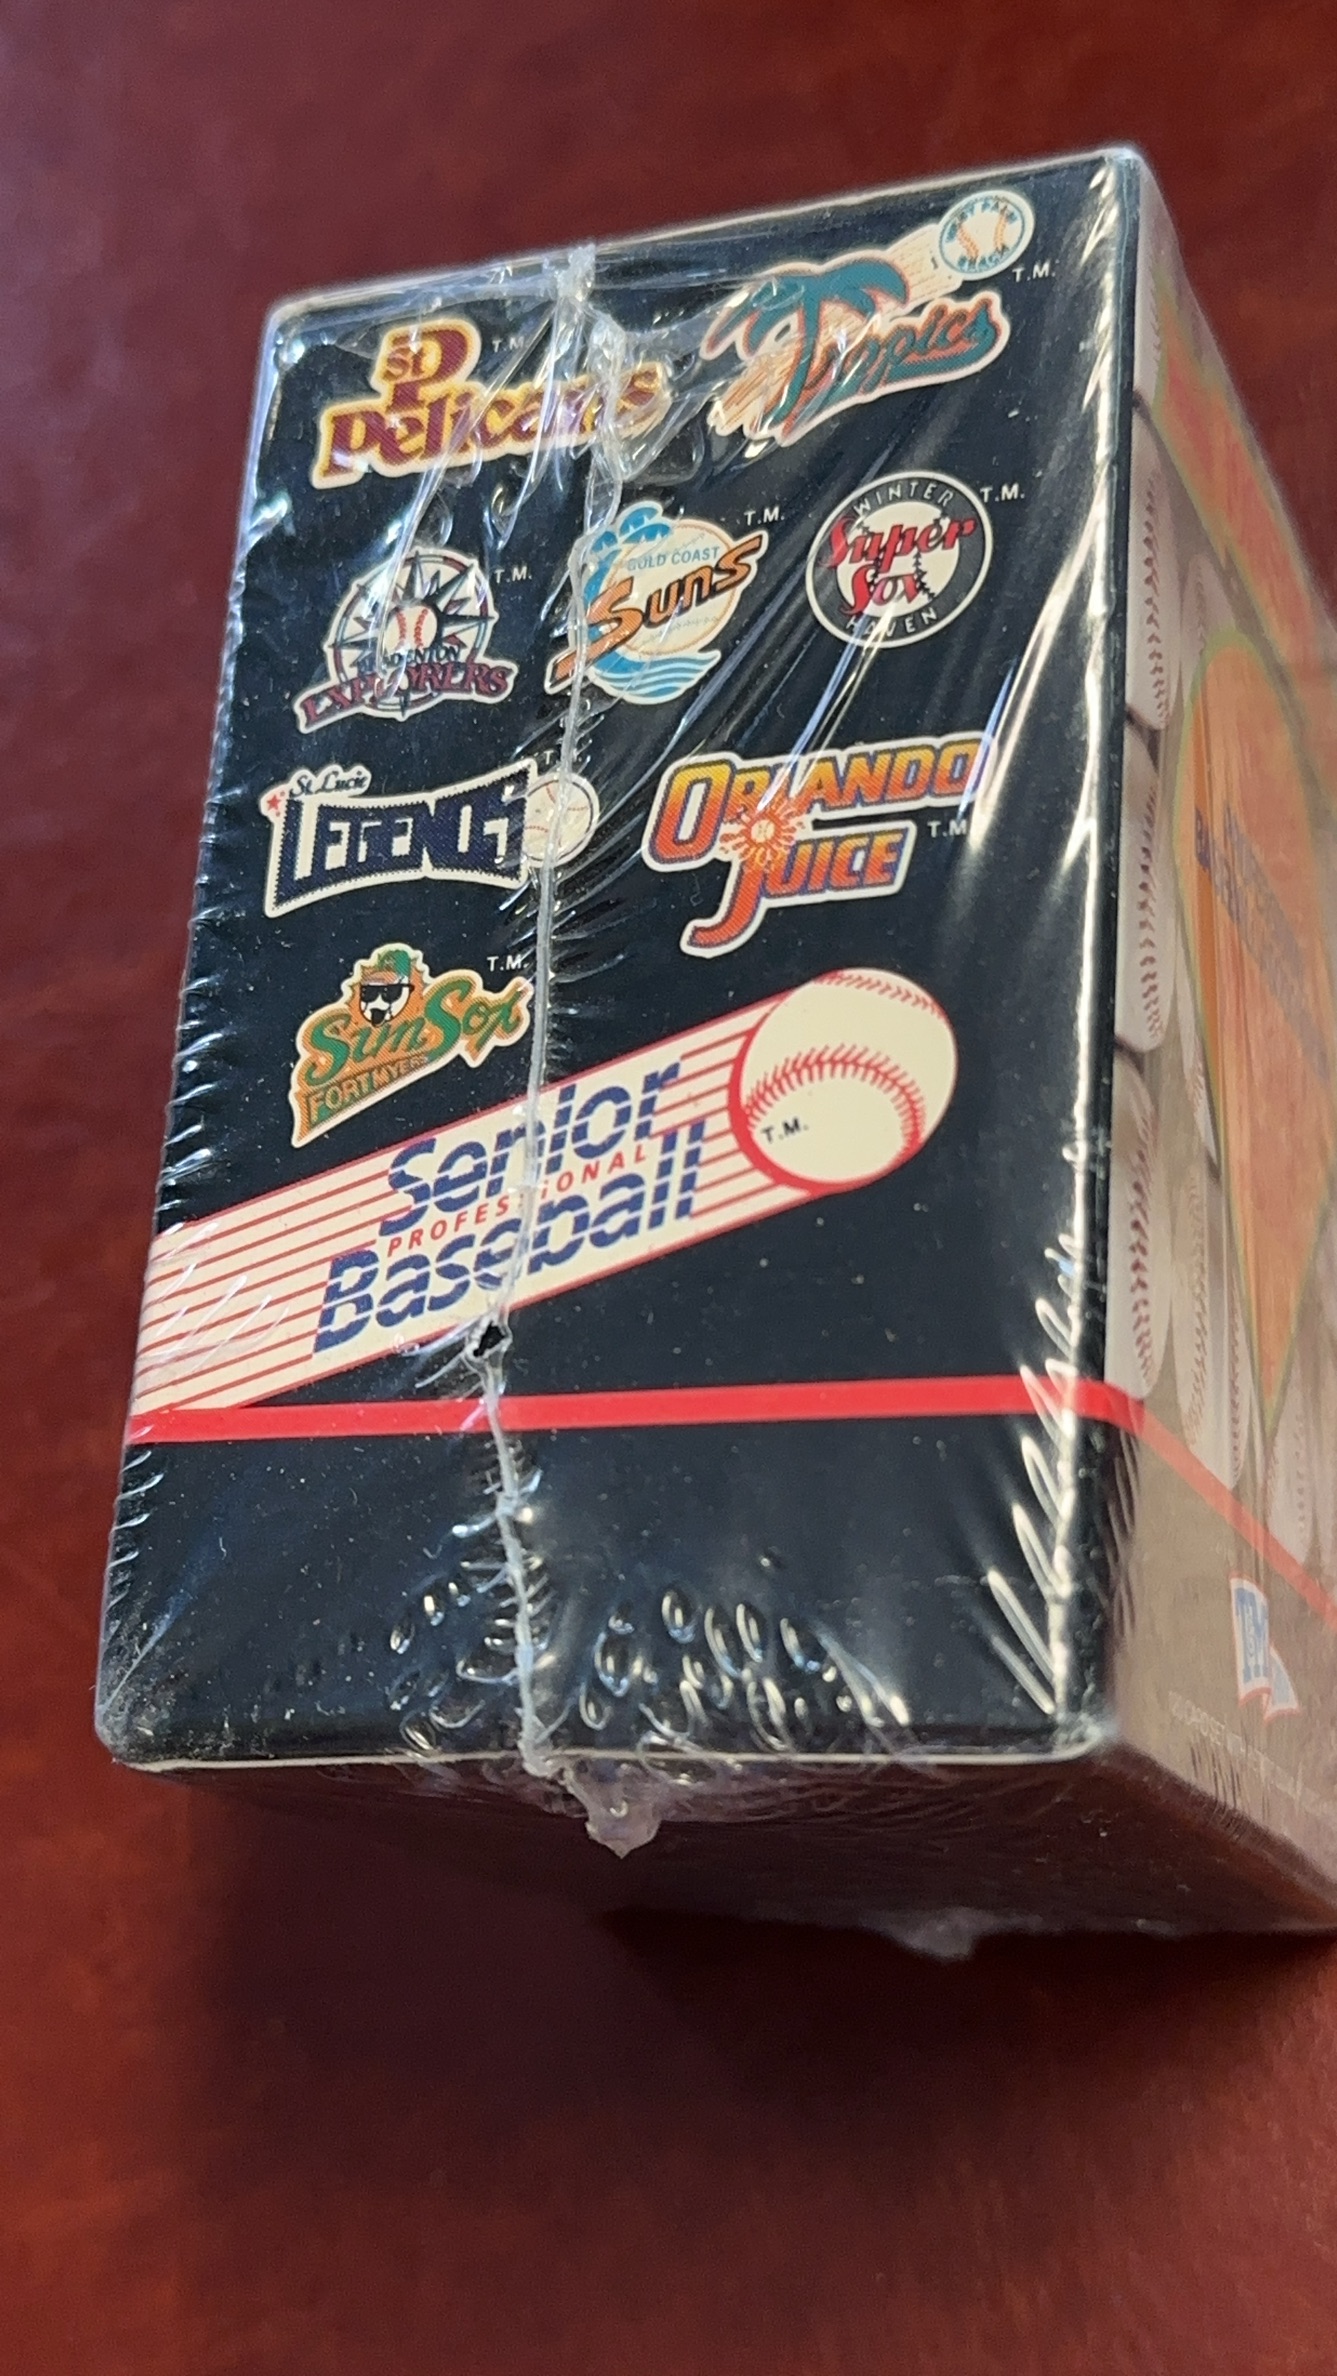 St P
Pelicans T.M.
WEST PALM
BEACH
Tropics T.M.
BRADENTON
EXPLORERS T.M.
GOLD COAST
Suns T.M.
WINTER
Super
Sox
HAVEN T.M.
St. Lucie
LEGENDS T.M.
ORLANDO
JUICE T.M.
Sun Sox T.M.
FORT MYERS
Senior
PROFESSIONAL
Baseball T.M.
T&M